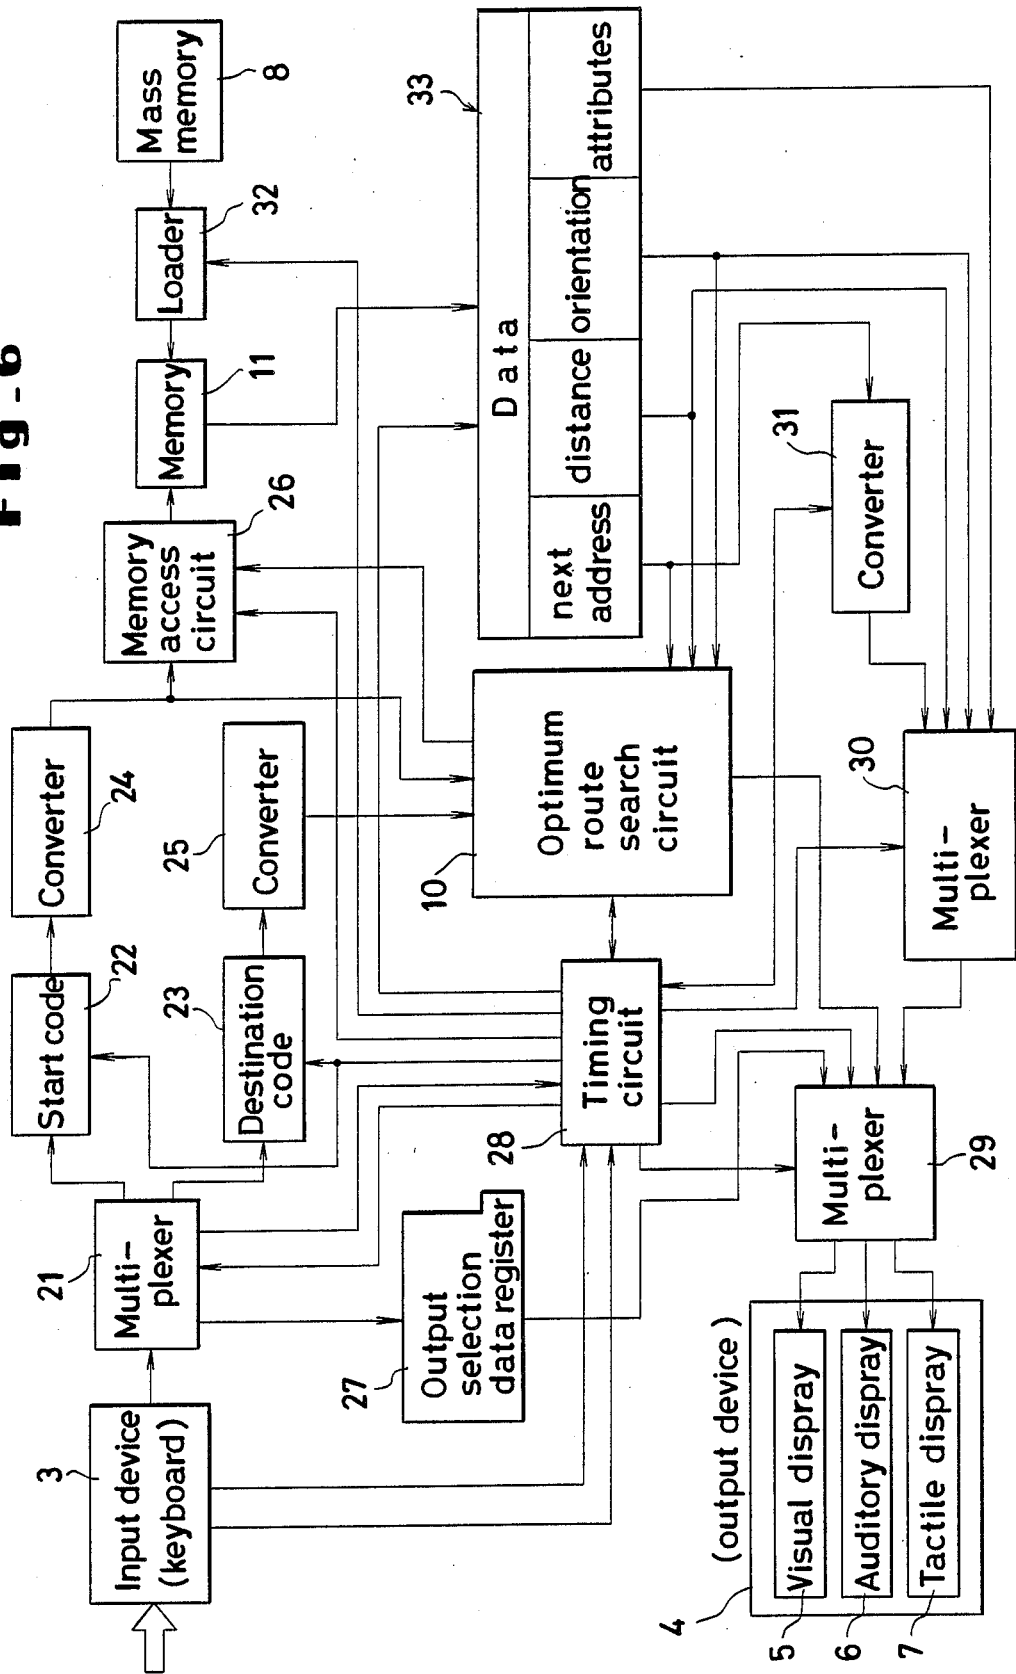 Fig_6
Mass
memory
8
Loader
32
Memory
11
Memory
access
circuit
26
Converter
24
Converter
25
Start code
22
Destination
code
23
Multi-
plexer
21
Input device
(keyboard)
3
Output
selection
data register
27
Timing
circuit
28
Optimum
route
search
circuit
10
Data
next
address
distance
orientation
attributes
33
Converter
31
Multi-
plexer
30
Multi-
plexer
29
(output device)
4
Visual dispray
5
Auditory dispray
6
Tactile dispray
7